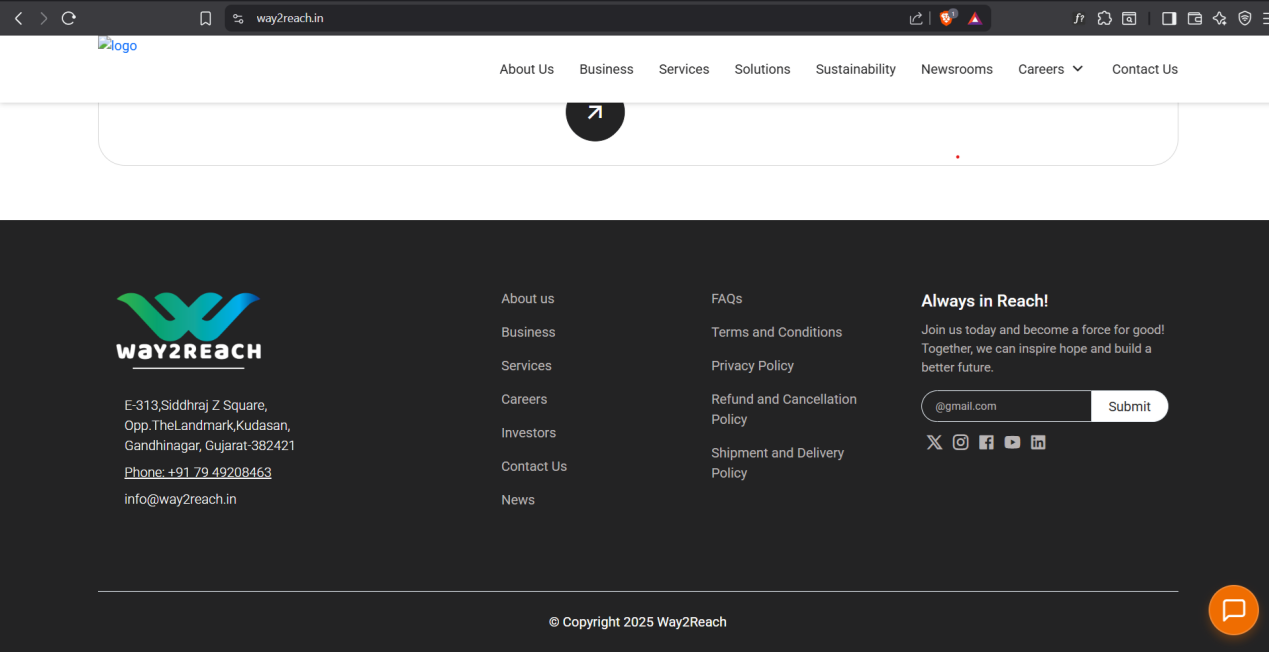 way2reach.in
1
f?
logo
About Us
Business
Services
Solutions
Sustainability
Newsrooms
Careers
Contact Us
WAY2REACH
E-313,Siddhraj Z Square,
Opp.TheLandmark,Kudasan,
Gandhinagar, Gujarat-382421
Phone: +91 79 49208463
info@way2reach.in
About us
Business
Services
Careers
Investors
Contact Us
News
FAQs
Terms and Conditions
Privacy Policy
Refund and Cancellation
Policy
Shipment and Delivery
Policy
Always in Reach!
Join us today and become a force for good!
Together, we can inspire hope and build a
better future.
@gmail.com
Submit
© Copyright 2025 Way2Reach